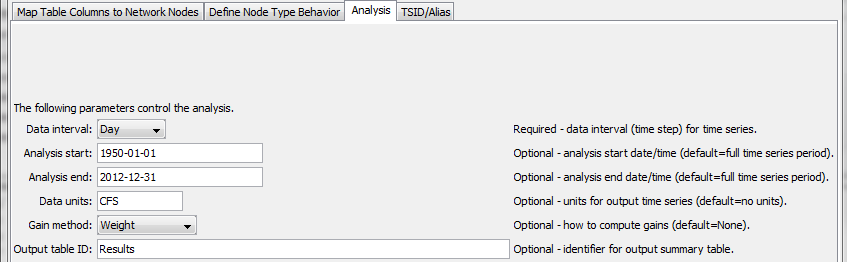 Map Table Columns to Network Nodes Define Node Type Behavior Analysis TSID/Alias
The following parameters control the analysis.
Data interval: Day Required - data interval (time step) for time series.
Analysis start: 1950-01-01 Optional - analysis start date/time (default=full time series period).
Analysis end: 2012-12-31 Optional - analysis end date/time (default=full time series period).
Data units: CFS Optional - units for output time series (default=no units).
Gain method: Weight Optional - how to compute gains (default=None).
Output table ID: Results Optional - identifier for output summary table.